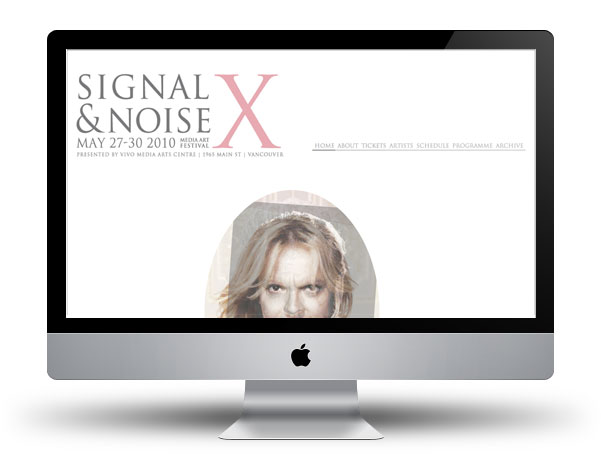 SIGNAL X
& NOISE
MAY 27-30 2010 MEDIA ART FESTIVAL
PRESENTED BY VIVO MEDIA ARTS CENTRE | 1965 MAIN ST | VANCOUVER
HOME ABOUT TICKETS ARTISTS SCHEDULE PROGRAMME ARCHIVE